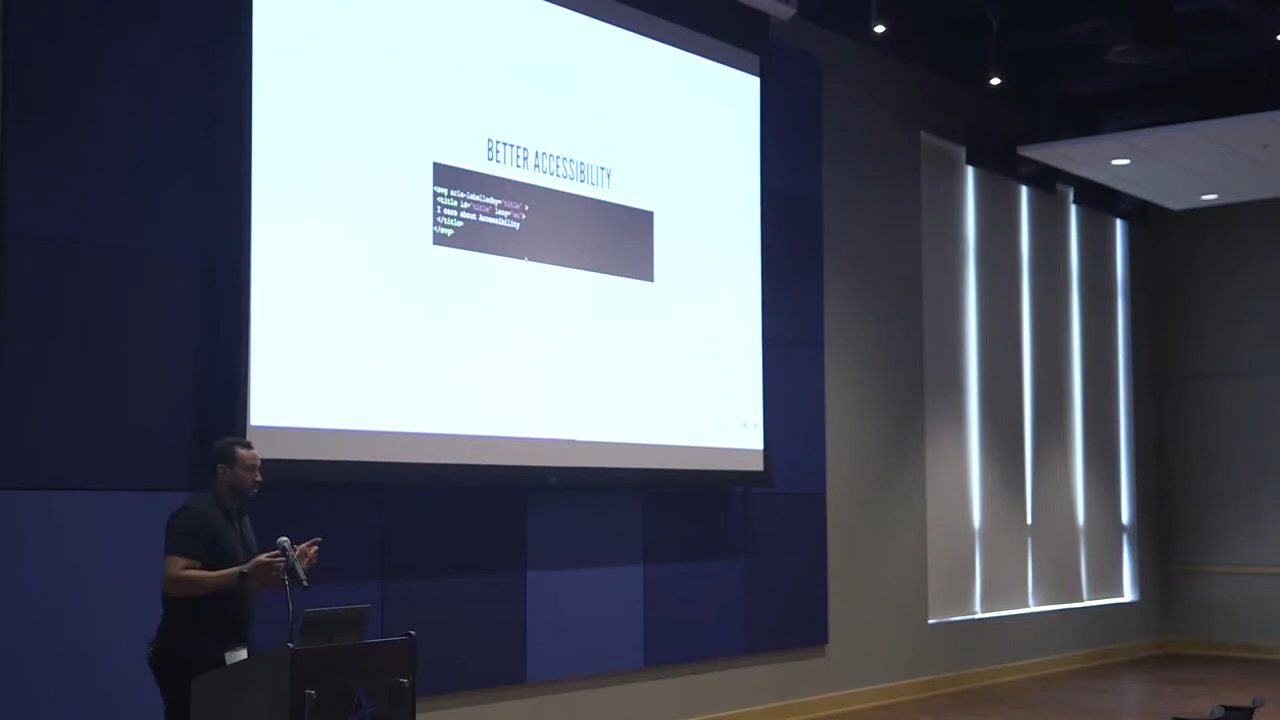 BETTER ACCESSIBILITY
<svg aria-labelledby="title" >
<title id="title" lang="en">
I care about Accessibility
</title>
</svg>